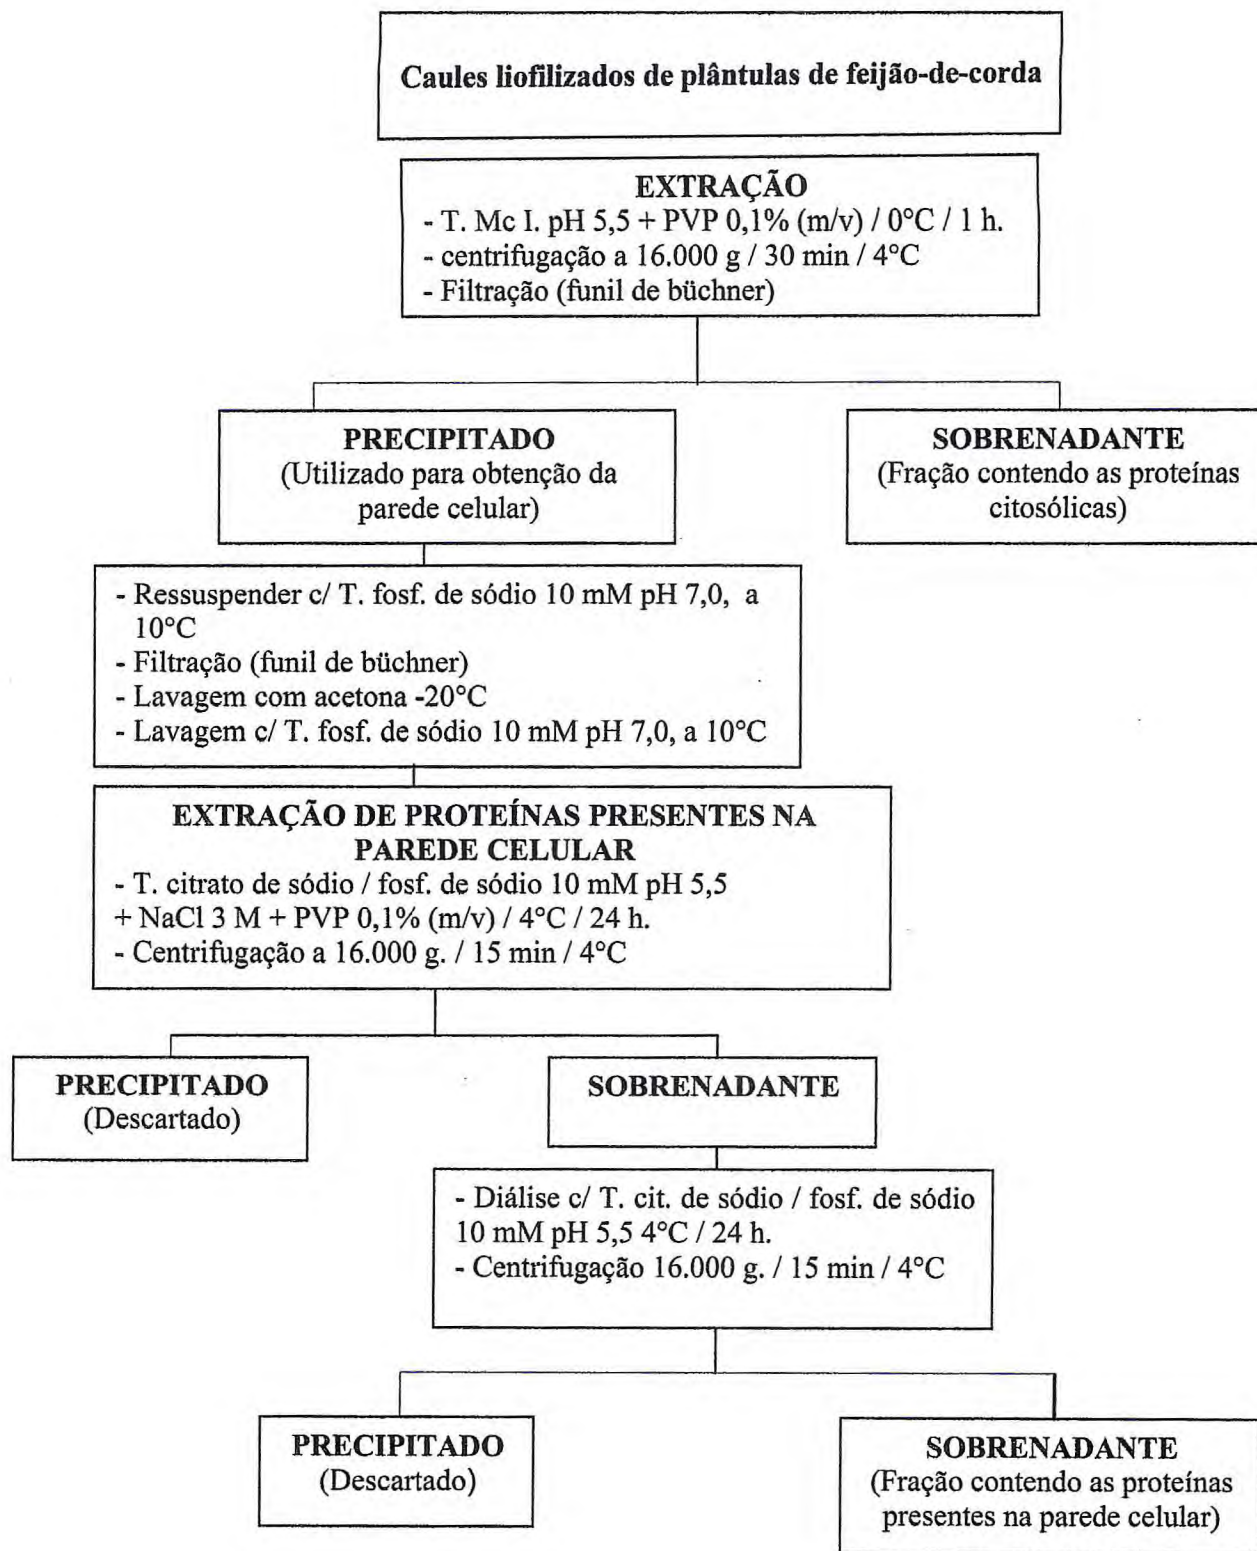 Caules liofilizados de plântulas de feijão-de-corda
EXTRAÇÃO
- T. Mc I. pH 5,5 + PVP 0,1% (m/v) / 0°C / 1 h.
- centrifugação a 16.000 g / 30 min / 4°C
- Filtração (funil de büchner)
PRECIPITADO
(Utilizado para obtenção da
parede celular)
SOBRENADANTE
(Fração contendo as proteínas
citosólicas)
- Ressuspender c/ T. fosf. de sódio 10 mM pH 7,0, a
10°C
- Filtração (funil de büchner)
- Lavagem com acetona -20°C
- Lavagem c/ T. fosf. de sódio 10 mM pH 7,0, a 10°C
EXTRAÇÃO DE PROTEÍNAS PRESENTES NA
PAREDE CELULAR
- T. citrato de sódio / fosf. de sódio 10 mM pH 5,5
+ NaCl 3 M + PVP 0,1% (m/v) / 4°C / 24 h.
- Centrifugação a 16.000 g. / 15 min / 4°C
PRECIPITADO
(Descartado)
SOBRENADANTE
- Diálise c/ T. cit. de sódio / fosf. de sódio
10 mM pH 5,5 4°C / 24 h.
- Centrifugação 16.000 g. / 15 min / 4°C
PRECIPITADO
(Descartado)
SOBRENADANTE
(Fração contendo as proteínas
presentes na parede celular)